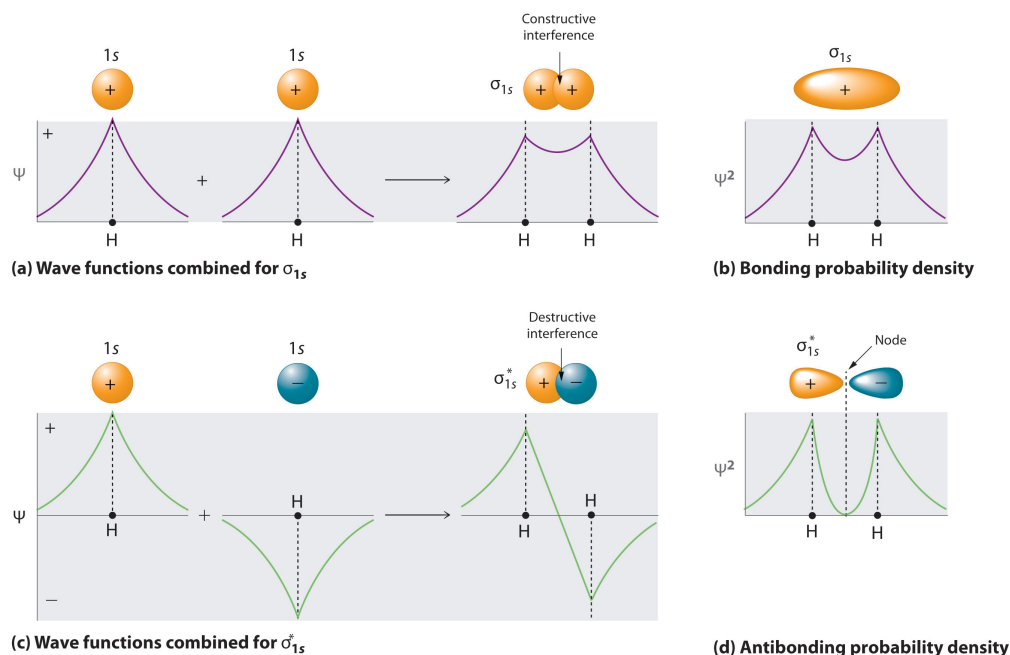 Constructive
interference
1s
1s
σ1s
+
+
+
+
σ1s
+
+
Ψ
+
H
H
H
H
Ψ²
H
H
(a) Wave functions combined for σ1s
(b) Bonding probability density
Destructive
interference
1s
1s
σ*1s
+
−
+
−
σ*1s
Node
+
−
+
Ψ
+
−
H
H
H
H
Ψ²
H
H
(c) Wave functions combined for σ*1s
(d) Antibonding probability density